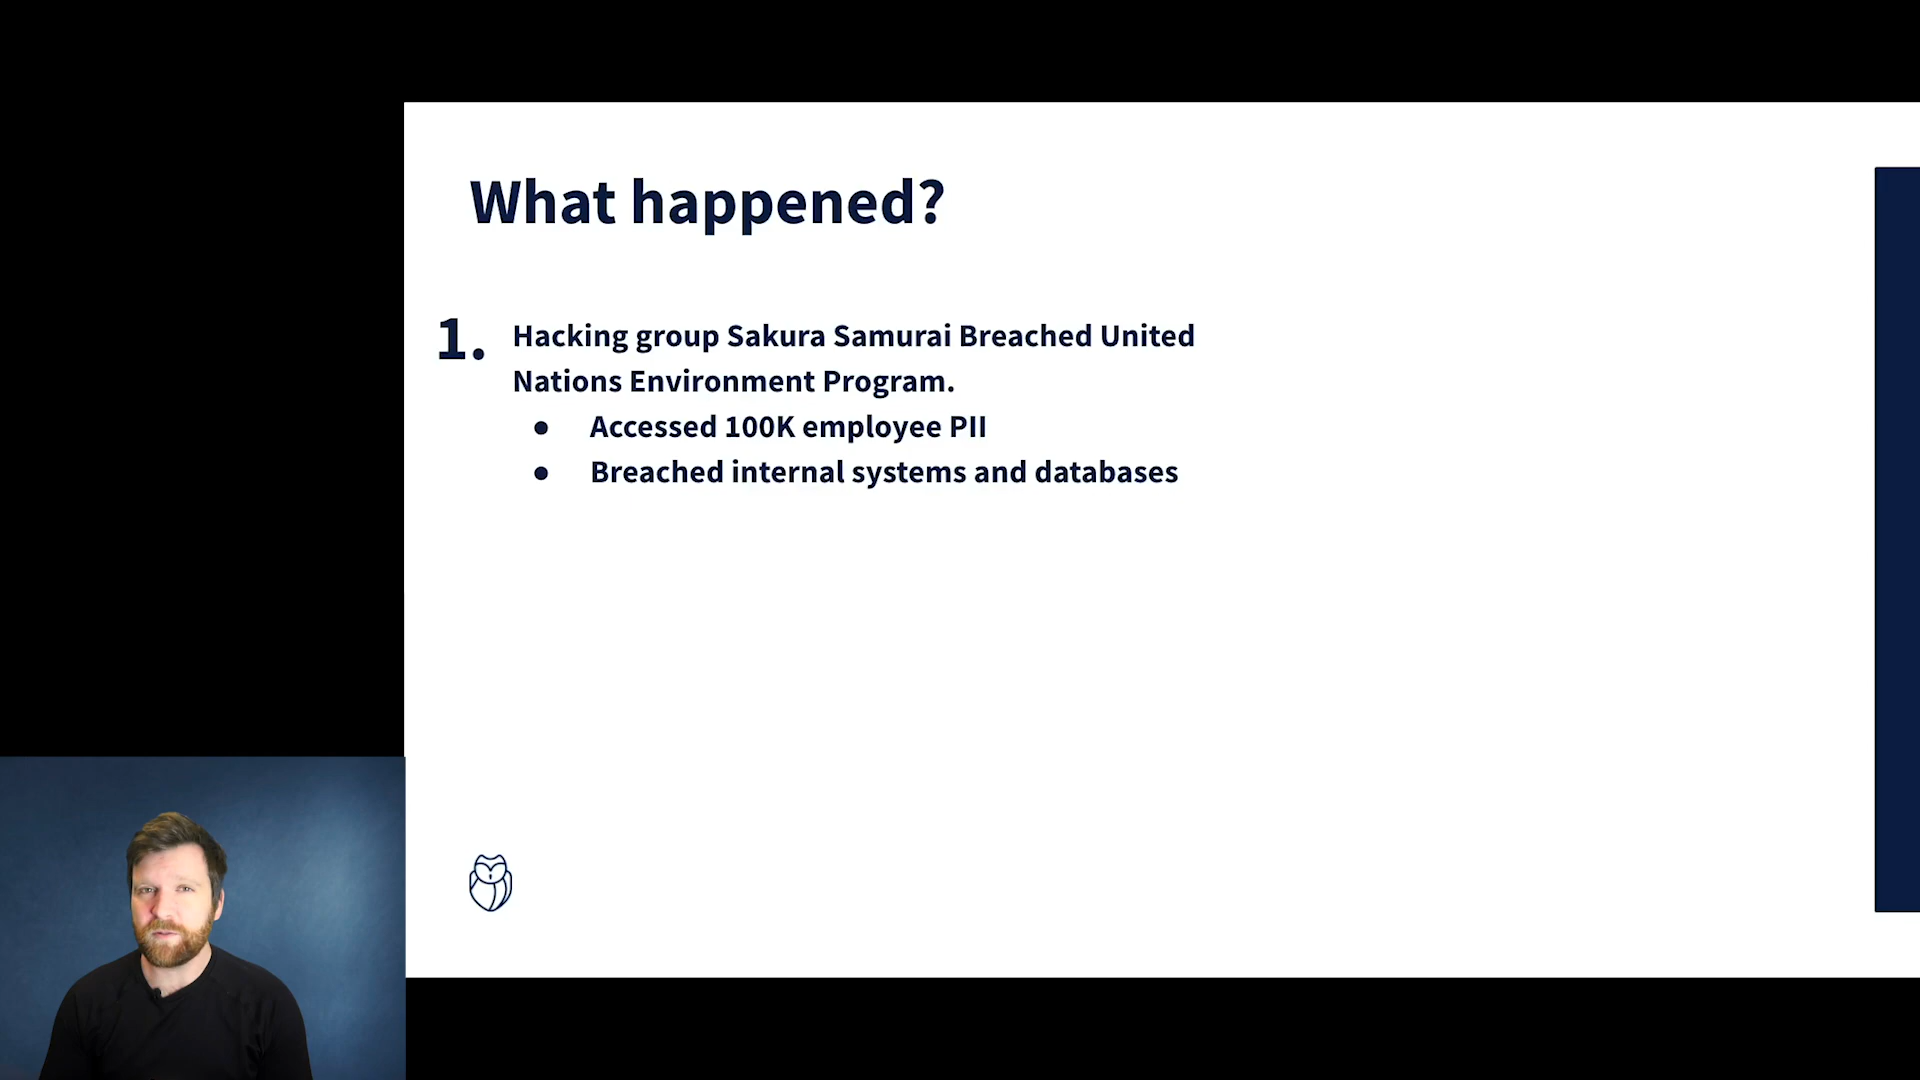 What happened?
1. Hacking group Sakura Samurai Breached United
Nations Environment Program.
● Accessed 100K employee PII
● Breached internal systems and databases